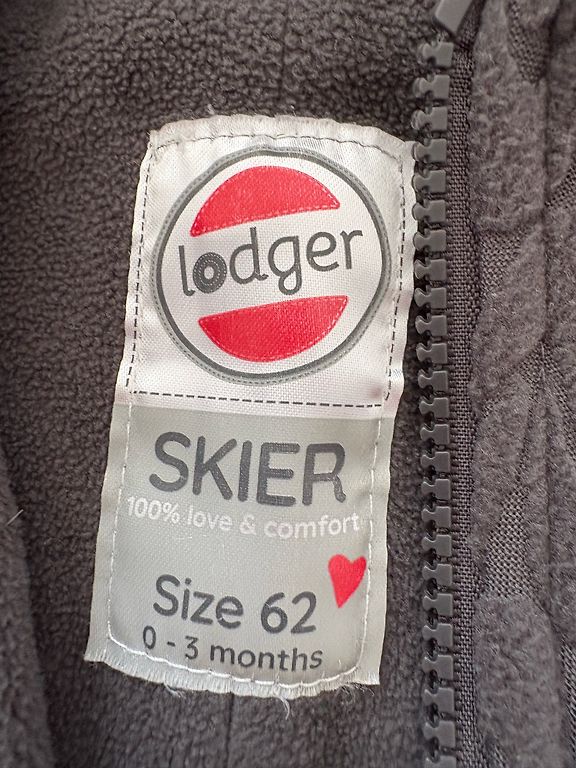 lodger
SKIER
100% love & comfort
Size 62
0 - 3 months